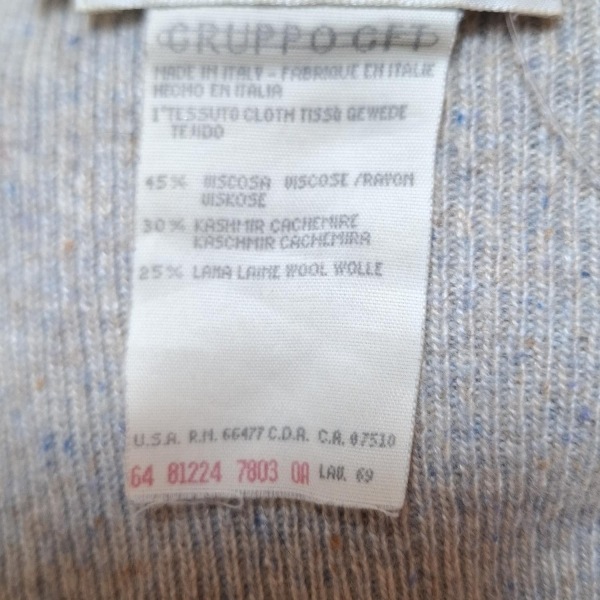 GRUPPO GFT
MADE IN ITALY - FABRIQUE EN ITALIE
HECHO EN ITALIA
1°TESSUTO CLOTH TISSO GEWEDE
TEJIDO
45% VISCOSA VISCOSE/RAYON
VISKOSE
30% KASHMIR CACHEMIRE
KASCHMIR CACHEMIRA
25% LANA LAINE WOOL WOLLE
U.S.A. R.N. 66477 C.D.A. C.A. 07510
64 81224 7803 0A LAV. 69